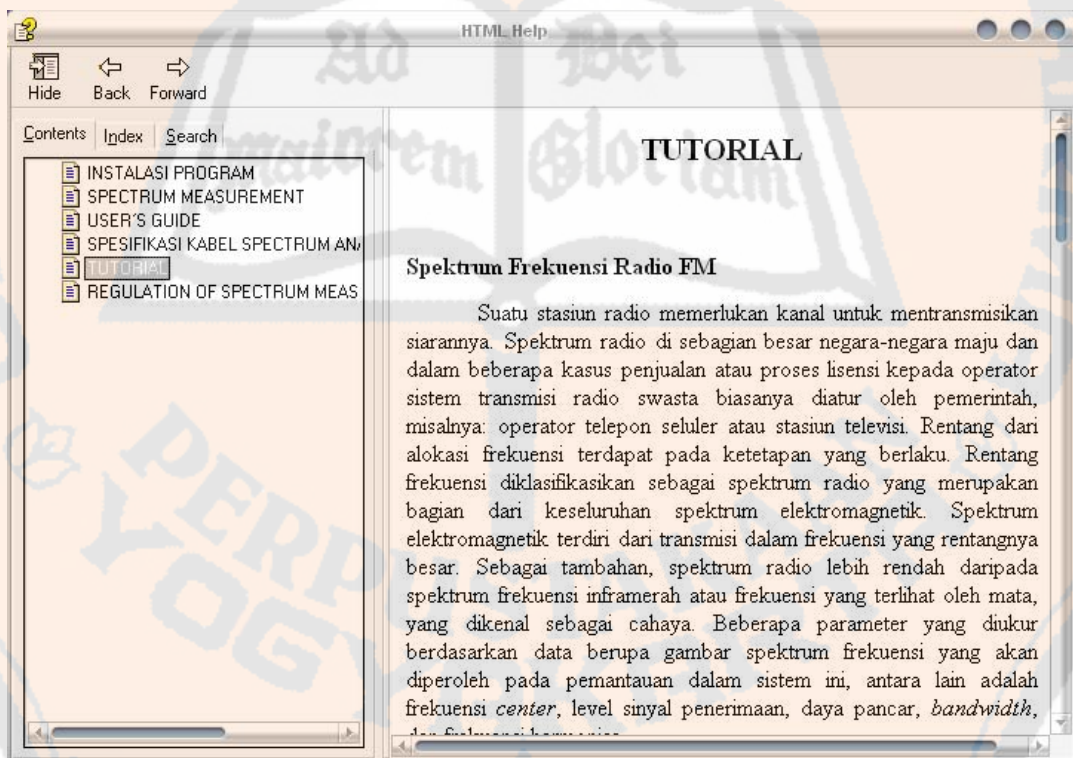 HTML Help
Hide Back Forward
Contents Index Search
INSTALASI PROGRAM
SPECTRUM MEASUREMENT
USER'S GUIDE
SPESIFIKASI KABEL SPECTRUM
TUTORIAL
REGULATION OF SPECTRUM MEAS
TUTORIAL
Spektrum Frekuensi Radio FM
Suatu stasiun radio memerlukan kanal untuk mentransmisikan
siarannya. Spektrum radio di sebagian besar negara-negara maju dan
dalam beberapa kasus penjualan atau proses lisensi kepada operator
sistem transmisi radio swasta biasanya diatur oleh pemerintah,
misalnya: operator telepon seluler atau stasiun televisi. Rentang dari
alokasi frekuensi terdapat pada ketetapan yang berlaku. Rentang
frekuensi diklasifikasikan sebagai spektrum radio yang merupakan
bagian dari keseluruhan spektrum elektromagnetik. Spektrum
elektromagnetik terdiri dari transmisi dalam frekuensi yang rentangnya
besar. Sebagai tambahan, spektrum radio lebih rendah daripada
spektrum frekuensi inframerah atau frekuensi yang terlihat oleh mata,
yang dikenal sebagai cahaya. Beberapa parameter yang diukur
berdasarkan data berupa gambar spektrum frekuensi yang akan
diperoleh pada pemantauan dalam sistem ini, antara lain adalah
frekuensi center, level sinyal penerimaan, daya pancar, bandwidth,
Ad Dei
maiorem Gloriam
PERPUSTAKAAN
YOGYAKARTA